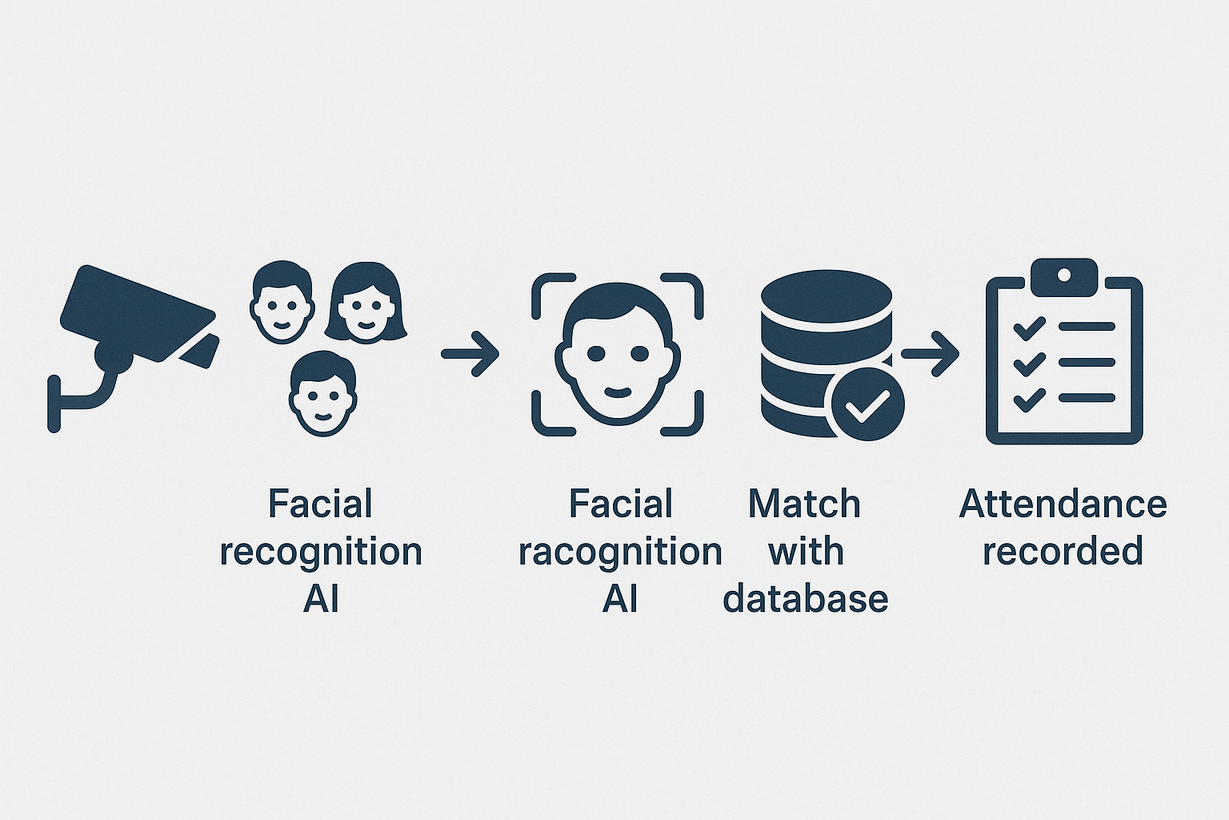 Facial
recognition
AI
Facial
racognition
AI
Match
with
database
Attendance
recorded